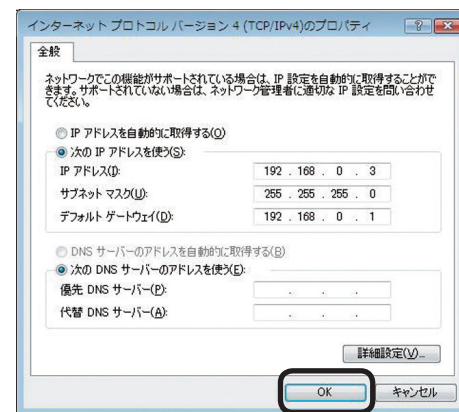 インターネット プロトコル バージョン 4 (TCP/IPv4)のプロパティ
全般
ネットワークでこの機能がサポートされている場合は、IP 設定を自動的に取得することがで
きます。サポートされていない場合は、ネットワーク管理者に適切な IP 設定を問い合わせ
てください。
IP アドレスを自動的に取得する(O)
次の IP アドレスを使う(S):
IP アドレス(I): 192 . 168 . 0 . 3
サブネット マスク(U): 255 . 255 . 255 . 0
デフォルト ゲートウェイ(D): 192 . 168 . 0 . 1
DNS サーバーのアドレスを自動的に取得する(B)
次の DNS サーバーのアドレスを使う(E):
優先 DNS サーバー(P): . . .
代替 DNS サーバー(A): . . .
詳細設定(V)...
OK キャンセル